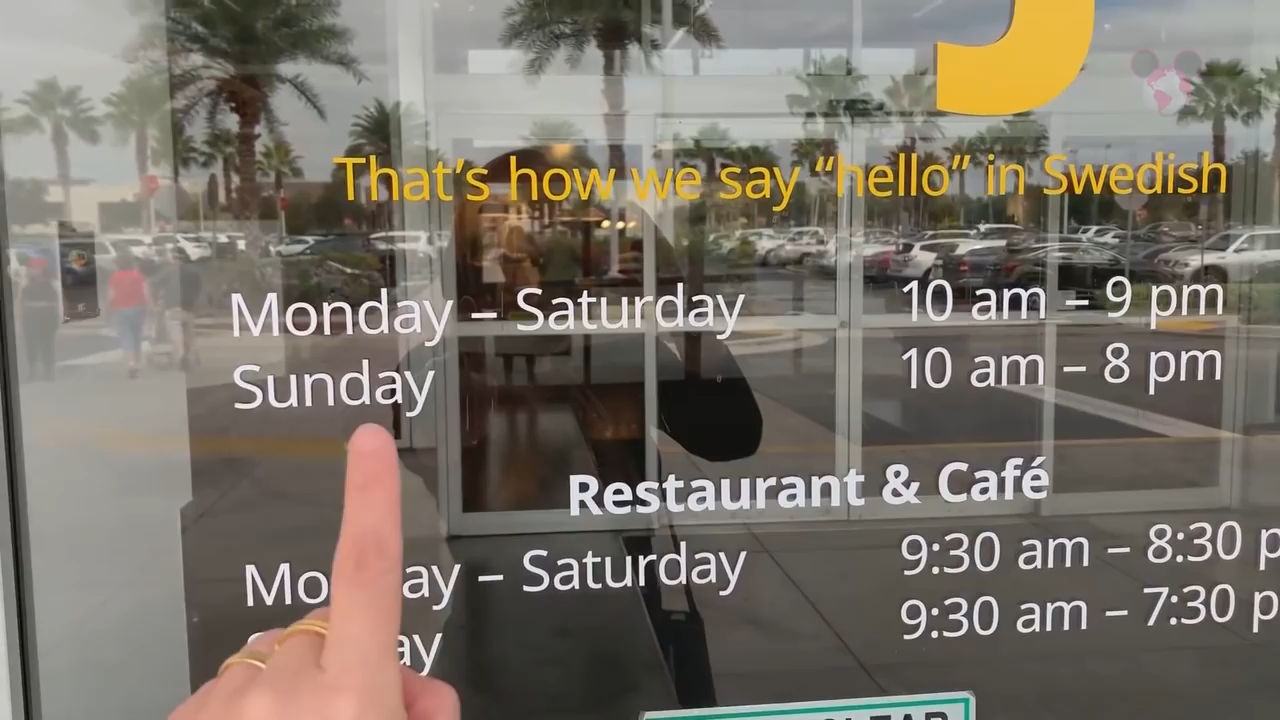 That's how we say “hello” in Swedish
Monday – Saturday 10 am – 9 pm
Sunday 10 am – 8 pm
Restaurant & Café
Monday – Saturday 9:30 am – 8:30 p
9:30 am – 7:30 p